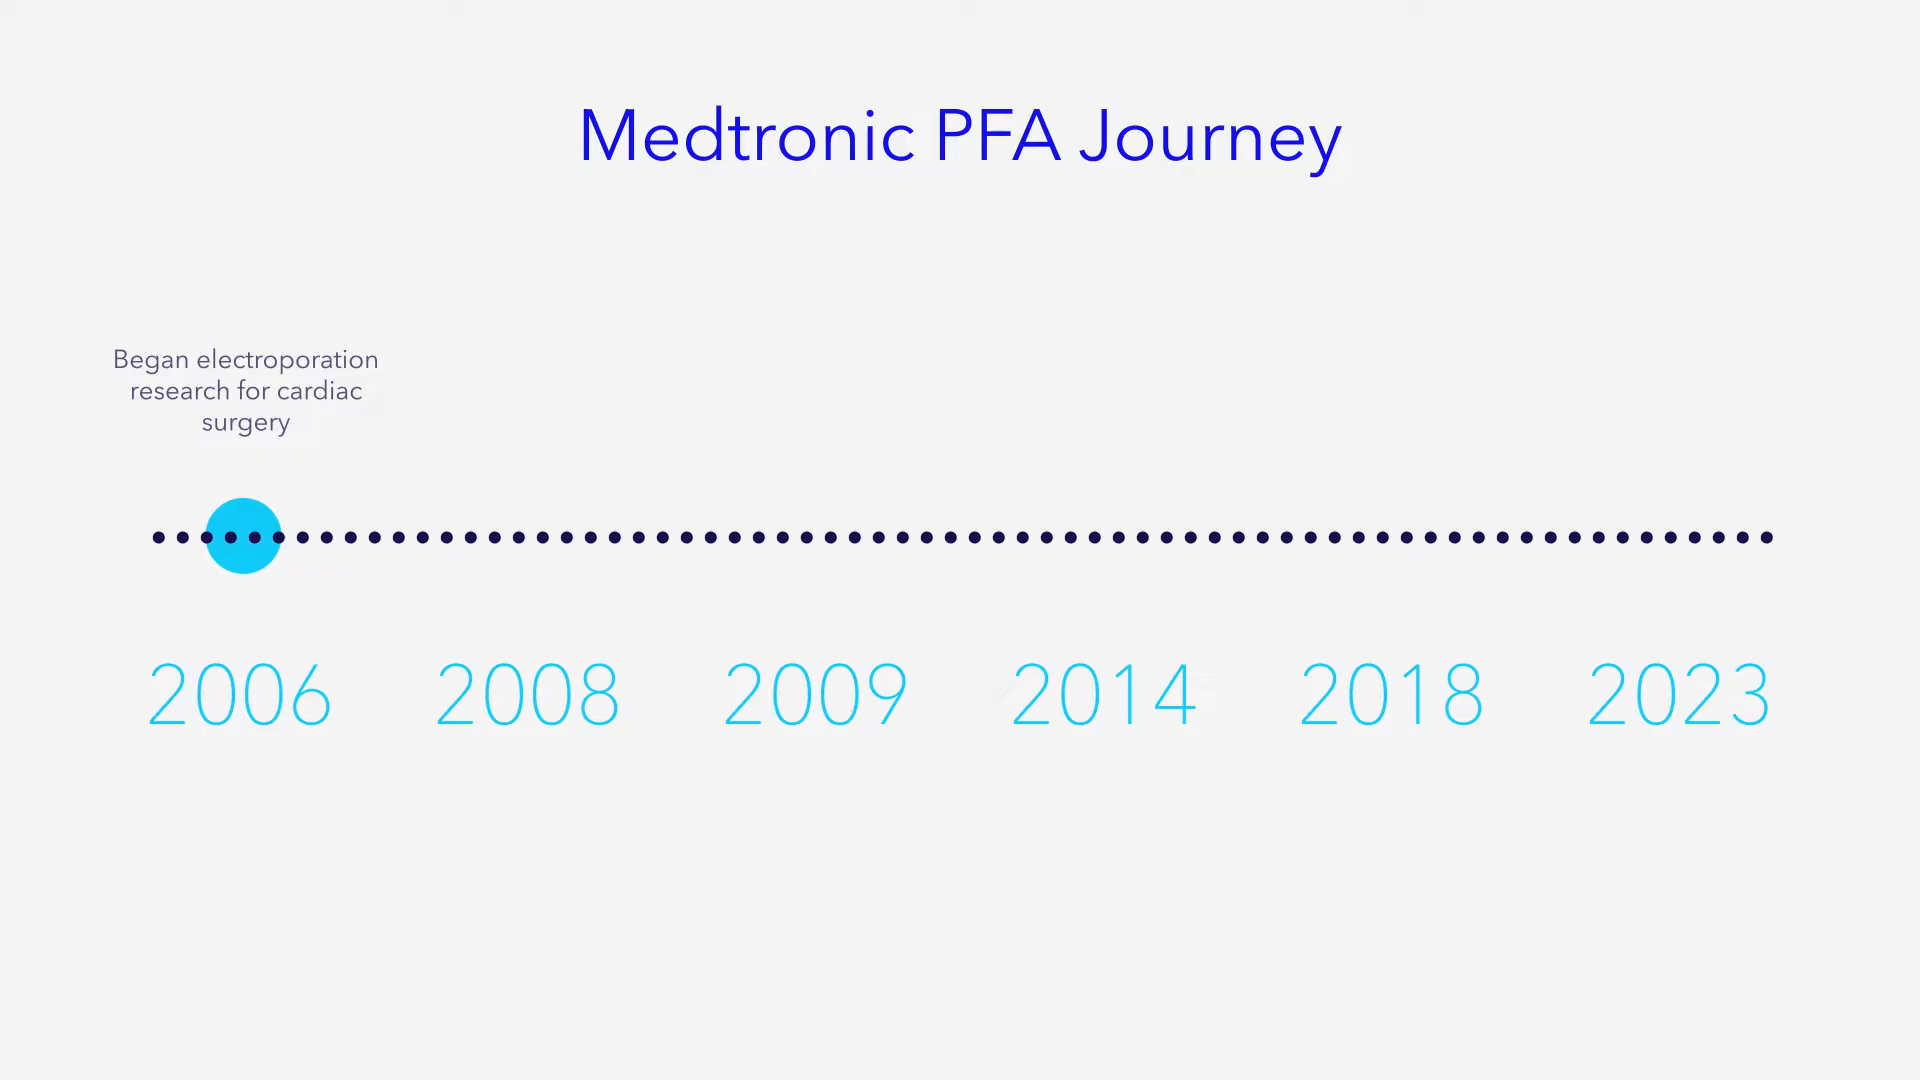 Medtronic PFA Journey
Began electroporation
research for cardiac
surgery
2006 2008 2009 2014 2018 2023